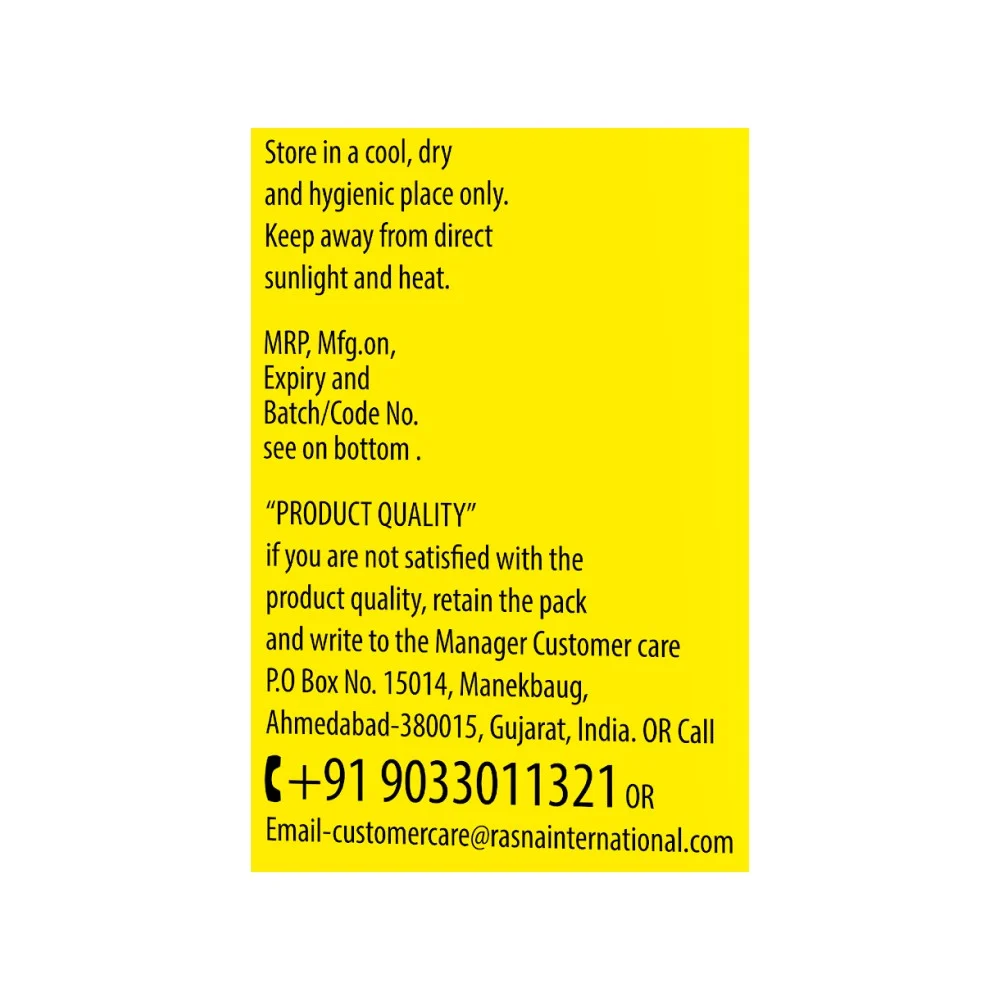 Store in a cool, dry
and hygienic place only.
Keep away from direct
sunlight and heat.
MRP, Mfg.on,
Expiry and
Batch/Code No.
see on bottom .
“PRODUCT QUALITY”
if you are not satisfied with the
product quality, retain the pack
and write to the Manager Customer care
P.O Box No. 15014, Manekbaug,
Ahmedabad-380015, Gujarat, India. OR Call
+91 9033011321 OR
Email-customercare@rasnainternational.com